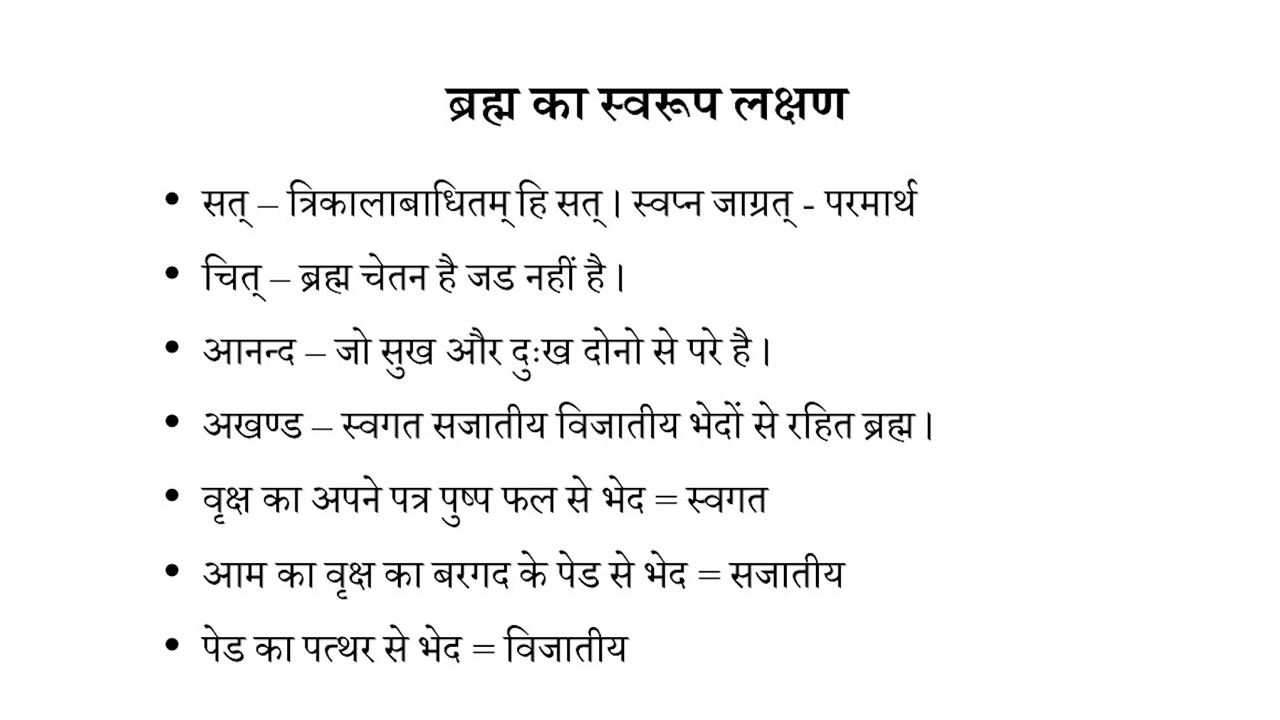 ब्रह्म का स्वरूप लक्षण
• सत् – त्रिकालाबाधितम् हि सत्। स्वप्न जाग्रत् - परमार्थ
• चित् – ब्रह्म चेतन है जड नहीं है।
• आनन्द – जो सुख और दुःख दोनो से परे है।
• अखण्ड – स्वगत सजातीय विजातीय भेदों से रहित ब्रह्म।
• वृक्ष का अपने पत्र पुष्प फल से भेद = स्वगत
• आम का वृक्ष का बरगद के पेड से भेद = सजातीय
• पेड का पत्थर से भेद = विजातीय